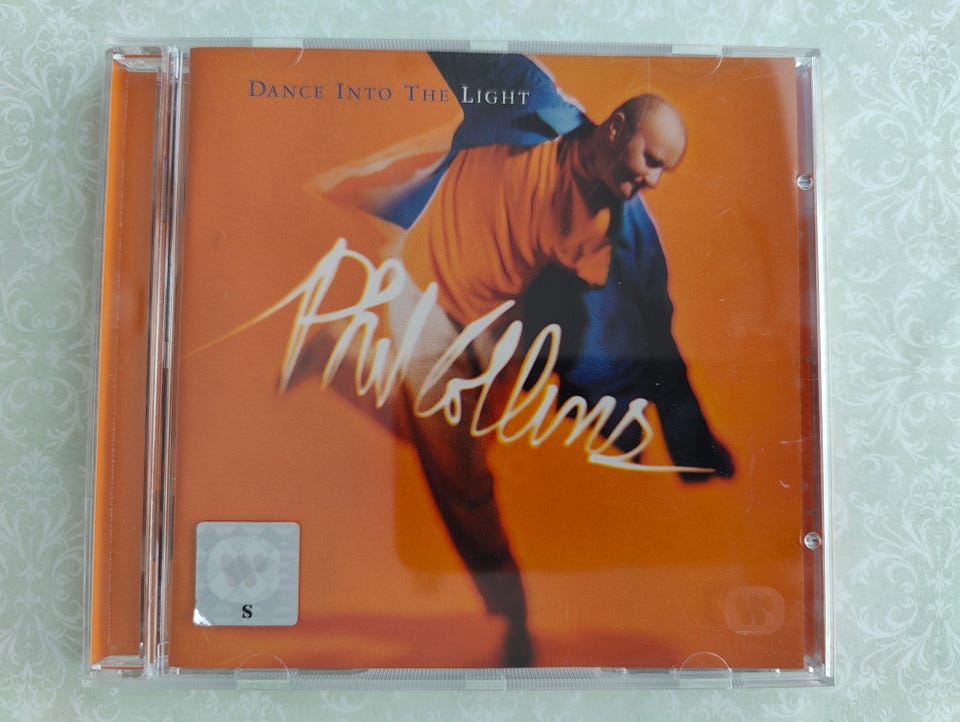 DANCE INTO THE LIGHT
Phil Collins
S